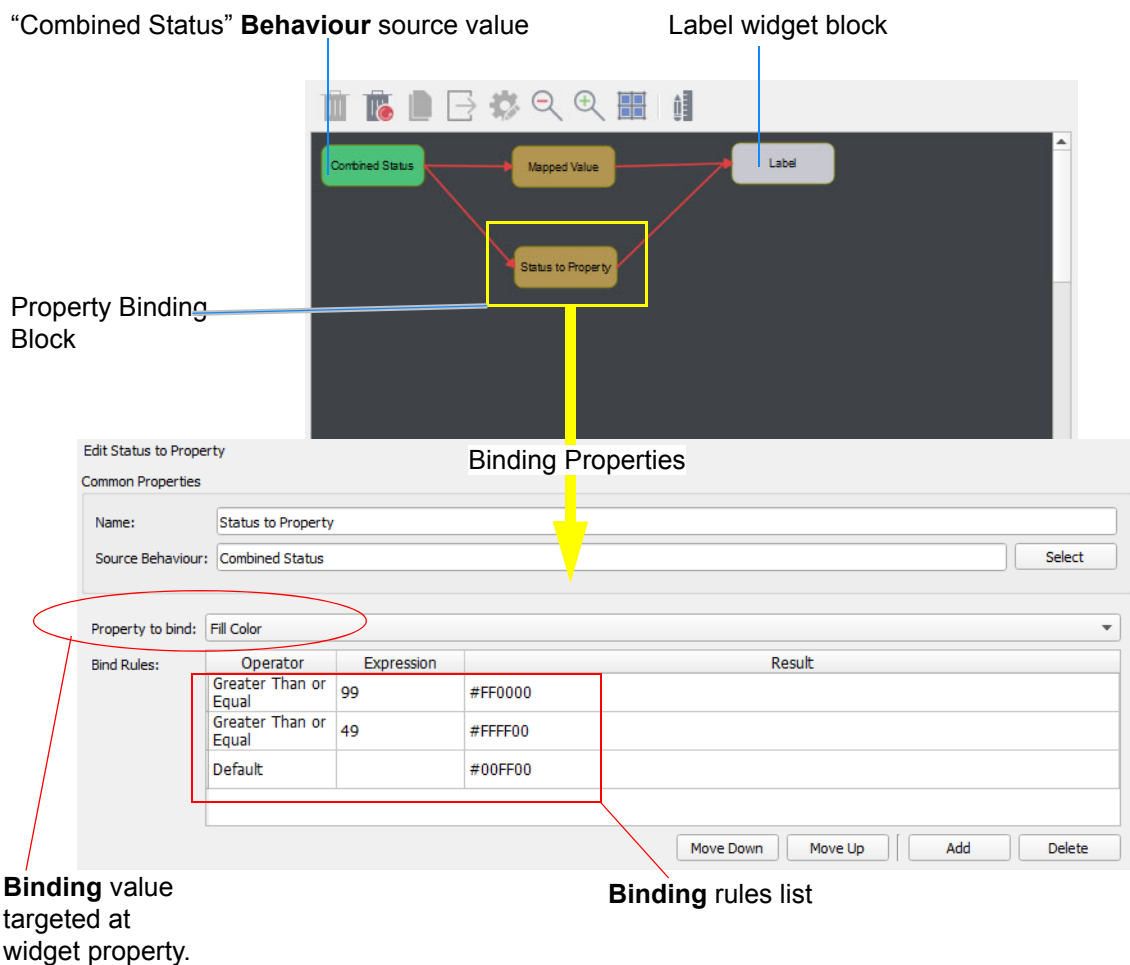 “Combined Status” Behaviour source value
Label widget block
Combined Status
Mapped Value
Label
Status to Property
Property Binding
Block
Edit Status to Property
Binding Properties
Common Properties
Name:
Status to Property
Source Behaviour:
Combined Status
Select
Property to bind:
Fill Color
Bind Rules:
Operator
Expression
Result
Greater Than or
Equal
99
#FF0000
Greater Than or
Equal
49
#FFFF00
Default
#00FF00
Move Down
Move Up
Add
Delete
Binding value
targeted at
widget property.
Binding rules list